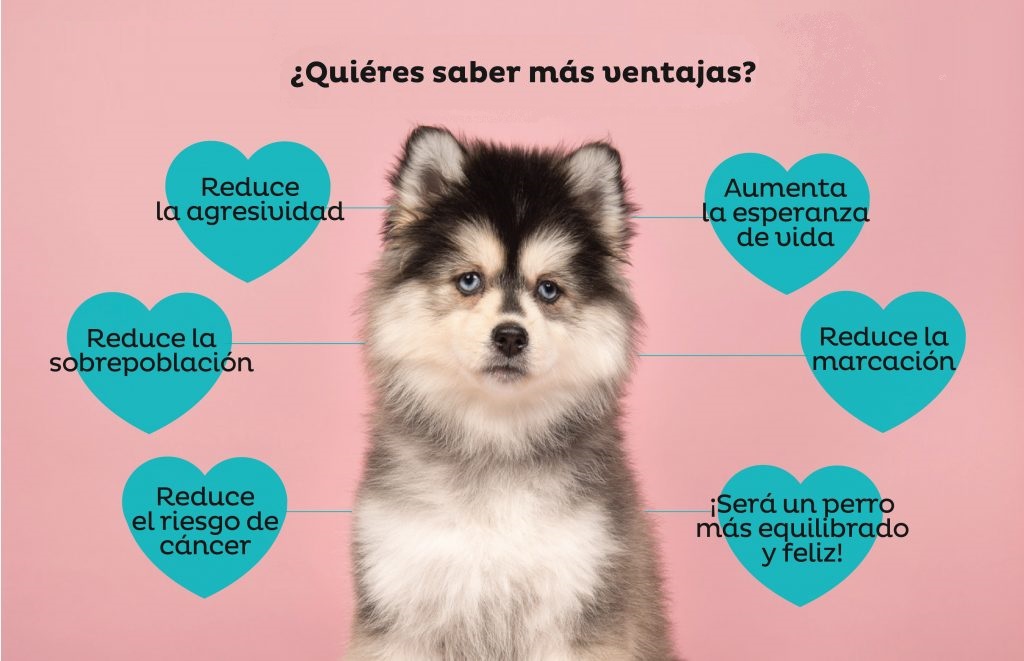 ¿Quiéres saber más ventajas?
Reduce
la agresividad
Aumenta
la esperanza
de vida
Reduce la
sobrepoblación
Reduce la
marcación
Reduce
el riesgo de
cáncer
¡Será un perro
más equilibrado
y feliz!